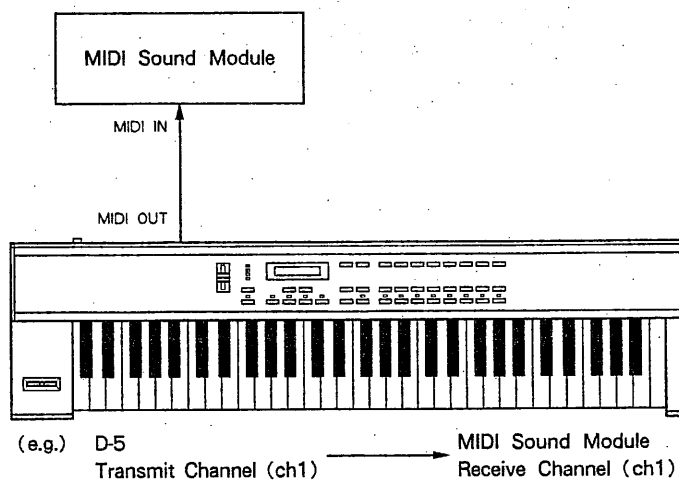 MIDI Sound Module
MIDI IN
MIDI OUT
(e.g.) D-5 MIDI Sound Module
Transmit Channel (ch1) Receive Channel (ch1)